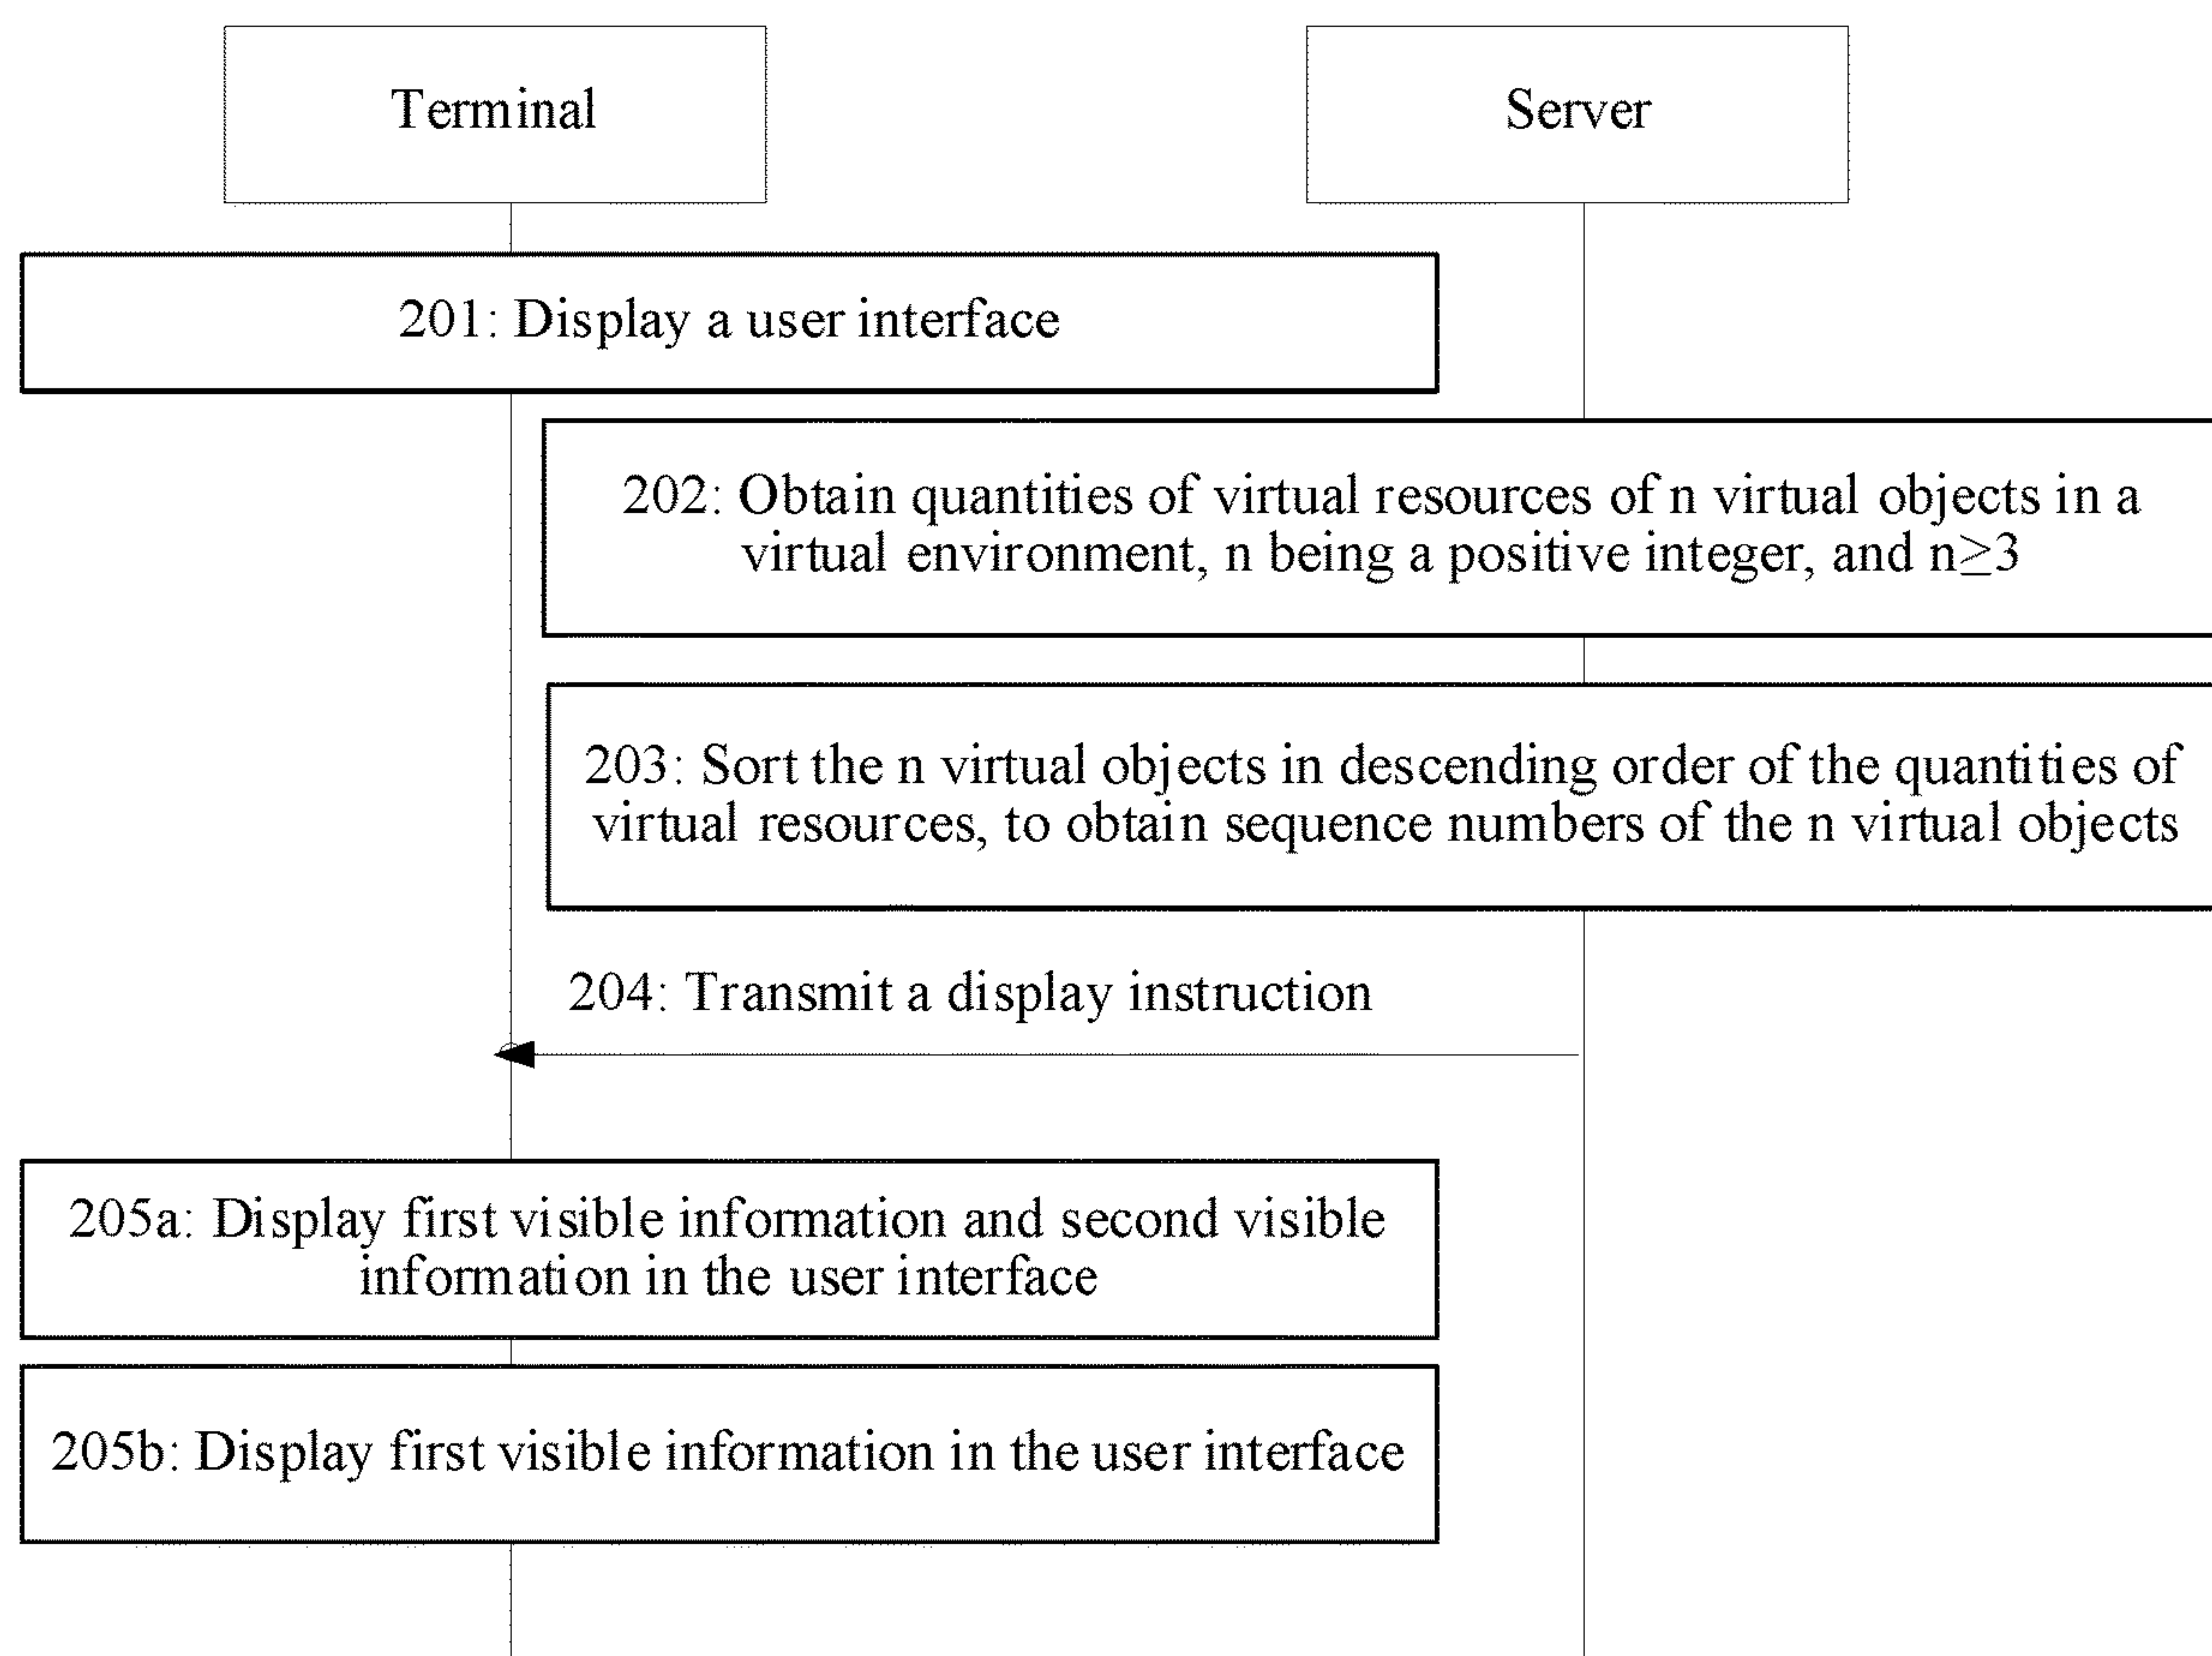 Terminal
Server
201: Display a user interface
202: Obtain quantities of virtual resources of n virtual objects in a
virtual environment, n being a positive integer, and n≥3
203: Sort the n virtual objects in descending order of the quantities of
virtual resources, to obtain sequence numbers of the n virtual objects
204: Transmit a display instruction
205a: Display first visible information and second visible
information in the user interface
205b: Display first visible information in the user interface